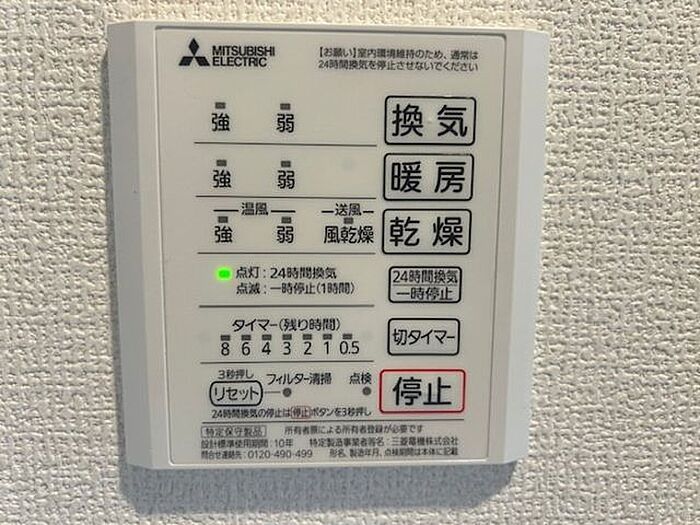 MITSUBISHI
ELECTRIC
【お願い】室内環境維持のため、通常は
24時間換気を停止させないでください
強 弱 換気
強 弱 暖房
温風 送風
強 弱 風乾燥 乾燥
点灯：24時間換気
点滅：一時停止(1時間)
24時間換気
一時停止
タイマー(残り時間)
8 6 4 3 2 1 0.5
切タイマー
3秒押し
リセット フィルター清掃 点検
停止
24時間換気の停止は停止ボタンを3秒押し
特定保守製品 所有者票による所有者登録が必要です
設計標準使用期間：10年 特定製造事業者等名：三菱電機株式会社
問合せ連絡先：0120-490-499 形名、製造年月、点検期間は本体に記載